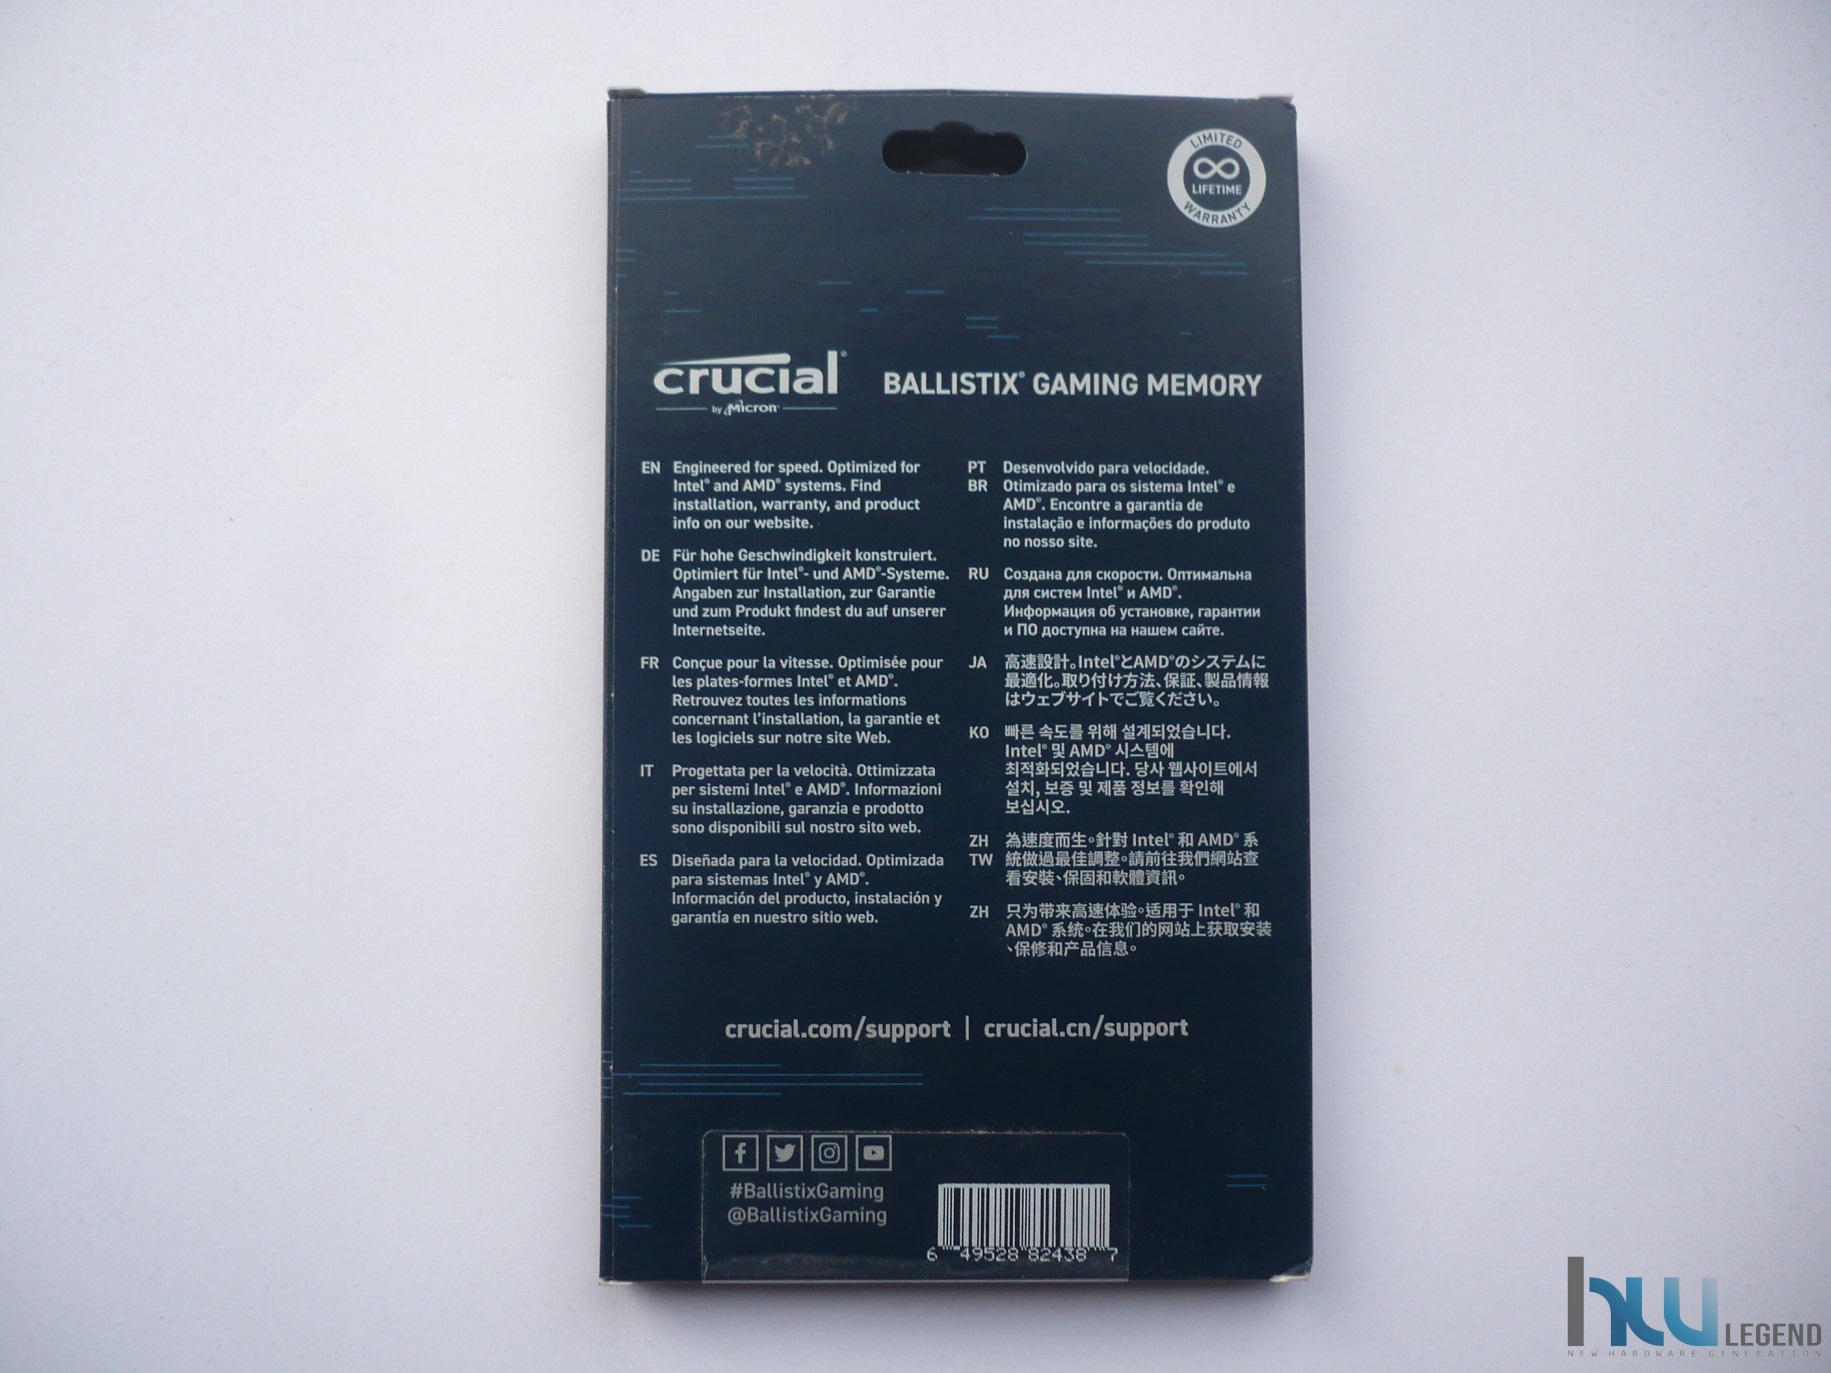 LIMITED
LIFETIME
WARRANTY
crucial®
by Micron®
BALLISTIX® GAMING MEMORY
EN Engineered for speed. Optimized for
Intel® and AMD® systems. Find
installation, warranty, and product
info on our website.
DE Für hohe Geschwindigkeit konstruiert.
Optimiert für Intel®- und AMD®-Systeme.
Angaben zur Installation, zur Garantie
und zum Produkt findest du auf unserer
Internetseite.
FR Conçue pour la vitesse. Optimisée pour
les plates-formes Intel® et AMD®.
Retrouvez toutes les informations
concernant l'installation, la garantie et
les logiciels sur notre site Web.
IT Progettata per la velocità. Ottimizzata
per sistemi Intel® e AMD®. Informazioni
su installazione, garanzia e prodotto
sono disponibili sul nostro sito web.
ES Diseñada para la velocidad. Optimizada
para sistemas Intel® y AMD®.
Información del producto, instalación y
garantía en nuestro sitio web.
PT Desenvolvido para velocidade.
BR Otimizado para os sistema Intel® e
AMD®. Encontre a garantia de
instalação e informações do produto
no nosso site.
RU Создана для скорости. Оптимальна
для систем Intel® и AMD®.
Информация об установке, гарантии
и ПО доступна на нашем сайте.
JA 高速設計。Intel®とAMD®のシステムに
最適化。取り付け方法、保証、製品情報
はウェブサイトでご覧ください。
KO 빠른 속도를 위해 설계되었습니다.
Intel® 및 AMD® 시스템에
최적화되었습니다. 당사 웹사이트에서
설치, 보증 및 제품 정보를 확인해
보십시오.
ZH 為速度而生。針對 Intel® 和 AMD® 系
TW 統做過最佳調整。請前往我們網站查
看安裝、保固和軟體資訊。
ZH 只为带来高速体验。适用于 Intel® 和
AMD® 系統。在我们的网站上获取安装
、保修和产品信息。
crucial.com/support | crucial.cn/support
#BallistixGaming
@BallistixGaming
6 49528 82438 7
hw LEGEND
NEW HARDWARE GENERATION